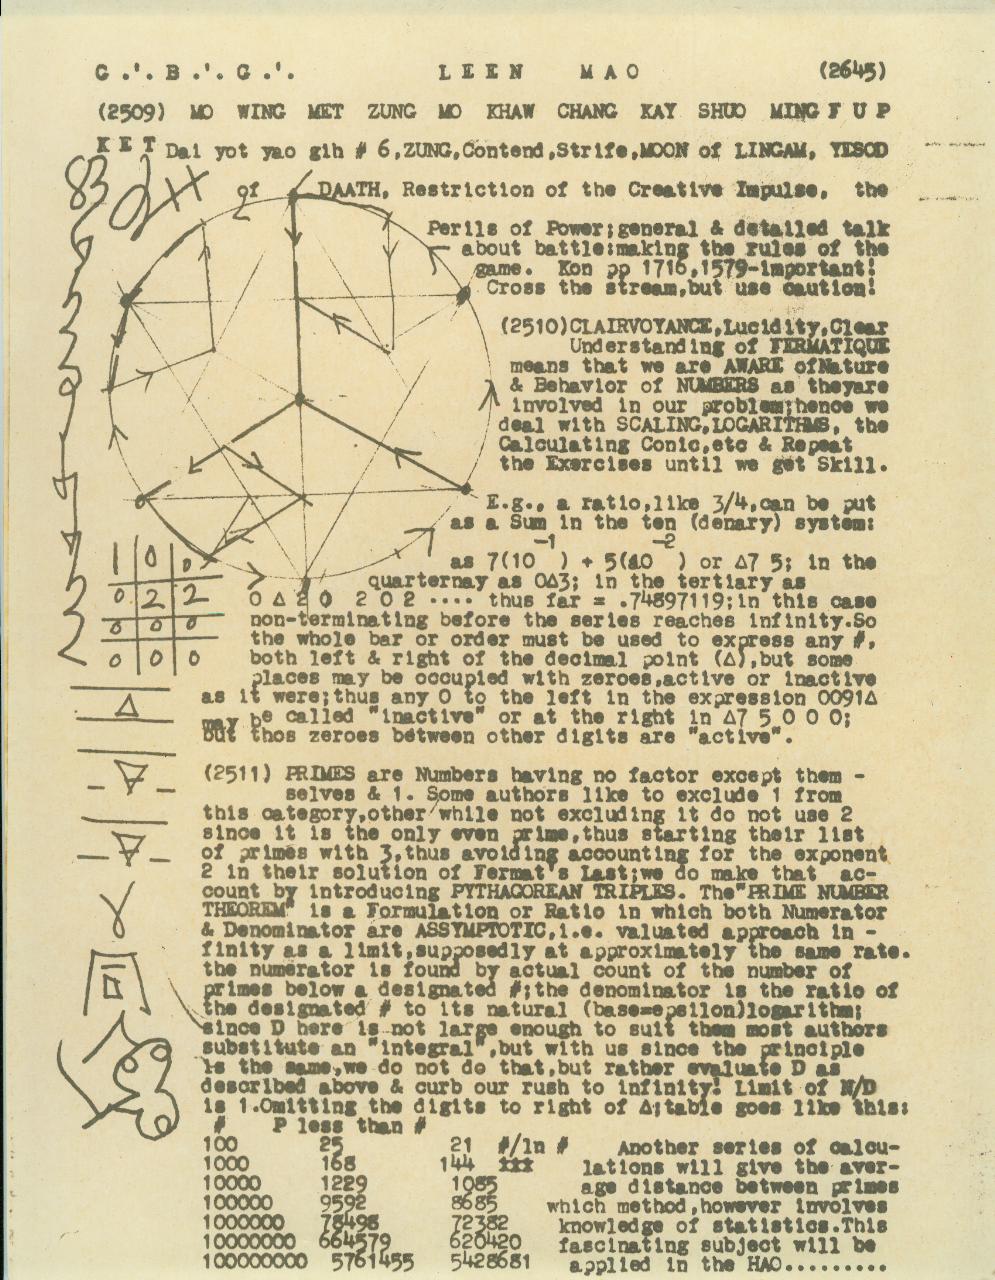 G.'. B.'. G.'. LEEN MAO (2645)
(2509) MO WING MET ZUNG MO KHAW CHANG KAY SHUO MING F U P
K E T Dai yot yao gih # 6,ZUNG,Contend,Strife,MOON of LINGAM, YESOD
of DAATH, Restriction of the Creative Impulse, the
Perils of Power;general & detailed talk
about battle:making the rules of the
game. Kon pp 1716,1579-important!
Cross the stream,but use caution!
(2510)CLAIRVOYANCE,Lucidity,Clear
Understanding of FERMATIQUE
means that we are AWARE ofNature
& Behavior of NUMBERS as theyare
involved in our problem;hence we
deal with SCALING,LOGARITHMS, the
Calculating Conic,etc & Repeat
the Exercises until we get Skill.
E.g., a ratio,like 3/4,can be put
as a Sum in the ten (denary) system:
-1 -2
as 7(10 ) + 5(10 ) or ∆7 5; in the
quarternay as 0∆3; in the tertiary as
0 ∆ 2 0 2 0 2 .... thus far = .74897119;in this case
non-terminating before the series reaches infinity.So
the whole bar or order must be used to express any #,
both left & right of the decimal point (∆),but some
places may be occupied with zeroes,active or inactive
as it were;thus any 0 to the left in the expression 0091∆
may be called "inactive" or at the right in ∆7 5 0 0 0;
but thos zeroes between other digits are "active".
83
1 0 0
0 2 2
0 0 0
0 0 0
(2511) PRIMES are Numbers having no factor except them -
selves & 1. Some authors like to exclude 1 from
this category,other while not excluding it do not use 2
since it is the only even prime,thus starting their list
of primes with 3,thus avoiding accounting for the exponent
2 in their solution of Fermat's Last;we do make that ac-
count by introducing PYTHAGOREAN TRIPLES. The"PRIME NUMBER
THEOREM" is a Formulation or Ratio in which both Numerator
& Denominator are ASSYMPTOTIC,i.e. valuated approach in -
finity as a limit,supposedly at approximately the same rate.
the numerator is found by actual count of the number of
primes below a designated #;the denominator is the ratio of
the designated # to its natural (base=epsilon)logarithm;
since D here is not large enough to suit them most authors
substitute an "integral",but with us since the principle
is the same,we do not do that,but rather evaluate D as
described above & curb our rush to infinity! Limit of N/D
is 1.Omitting the digits to right of ∆;table goes like this:
# P less than #
100 25 21 #/ln # Another series of calcu-
1000 168 144 lations will give the aver-
10000 1229 1085 age distance between primes
100000 9592 8685 which method,however involves
1000000 78498 72382 knowledge of statistics.This
10000000 664579 620420 fascinating subject will be
100000000 5761455 5428681 applied in the HAO.........